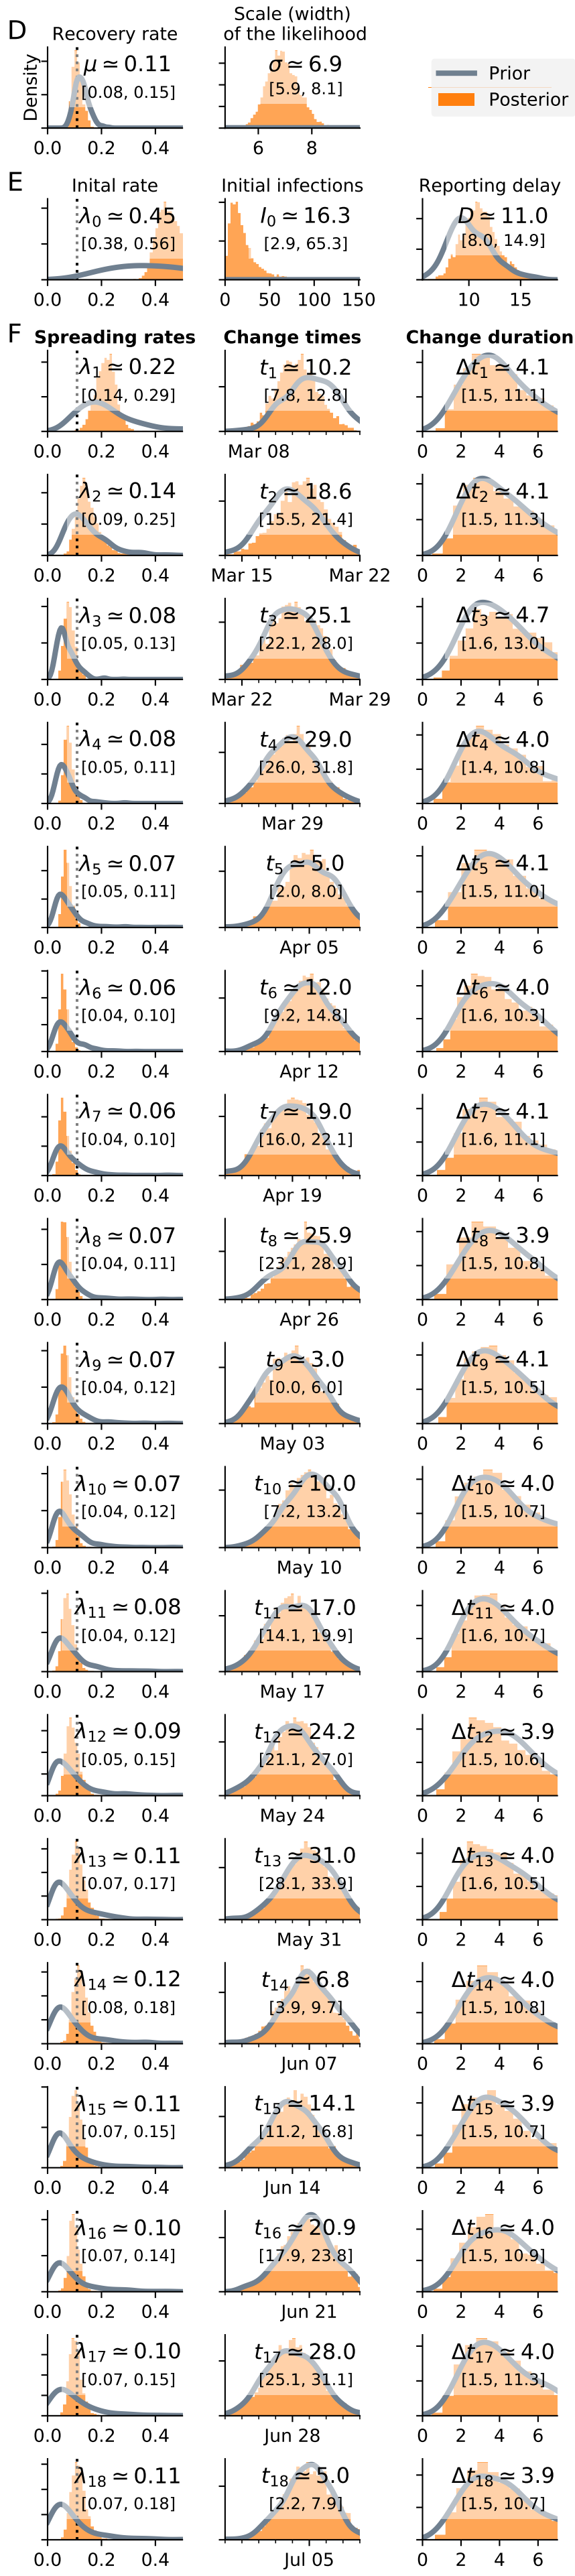 D
Recovery rate
Scale (width)
of the likelihood
Density
μ ≃ 0.11
[0.08, 0.15]
σ ≃ 6.9
[5.9, 8.1]
Prior
Posterior
0.0 0.2 0.4
6 8
E
Inital rate
Initial infections
Reporting delay
λ0 ≃ 0.45
[0.38, 0.56]
I0 ≃ 16.3
[2.9, 65.3]
D ≃ 11.0
[8.0, 14.9]
0.0 0.2 0.4
0 50 100 150
10 15
F
Spreading rates
Change times
Change duration
λ1 ≃ 0.22
[0.14, 0.29]
t1 ≃ 10.2
[7.8, 12.8]
Δt1 ≃ 4.1
[1.5, 11.1]
0.0 0.2 0.4
Mar 08
0 2 4 6
λ2 ≃ 0.14
[0.09, 0.25]
t2 ≃ 18.6
[15.5, 21.4]
Δt2 ≃ 4.1
[1.5, 11.3]
0.0 0.2 0.4
Mar 15 Mar 22
0 2 4 6
λ3 ≃ 0.08
[0.05, 0.13]
t3 ≃ 25.1
[22.1, 28.0]
Δt3 ≃ 4.7
[1.6, 13.0]
0.0 0.2 0.4
Mar 22 Mar 29
0 2 4 6
λ4 ≃ 0.08
[0.05, 0.11]
t4 ≃ 29.0
[26.0, 31.8]
Δt4 ≃ 4.0
[1.4, 10.8]
0.0 0.2 0.4
Mar 29
0 2 4 6
λ5 ≃ 0.07
[0.05, 0.11]
t5 ≃ 5.0
[2.0, 8.0]
Δt5 ≃ 4.1
[1.5, 11.0]
0.0 0.2 0.4
Apr 05
0 2 4 6
λ6 ≃ 0.06
[0.04, 0.10]
t6 ≃ 12.0
[9.2, 14.8]
Δt6 ≃ 4.0
[1.6, 10.3]
0.0 0.2 0.4
Apr 12
0 2 4 6
λ7 ≃ 0.06
[0.04, 0.10]
t7 ≃ 19.0
[16.0, 22.1]
Δt7 ≃ 4.1
[1.6, 11.1]
0.0 0.2 0.4
Apr 19
0 2 4 6
λ8 ≃ 0.07
[0.04, 0.11]
t8 ≃ 25.9
[23.1, 28.9]
Δt8 ≃ 3.9
[1.5, 10.8]
0.0 0.2 0.4
Apr 26
0 2 4 6
λ9 ≃ 0.07
[0.04, 0.12]
t9 ≃ 3.0
[0.0, 6.0]
Δt9 ≃ 4.1
[1.5, 10.5]
0.0 0.2 0.4
May 03
0 2 4 6
λ10 ≃ 0.07
[0.04, 0.12]
t10 ≃ 10.0
[7.2, 13.2]
Δt10 ≃ 4.0
[1.5, 10.7]
0.0 0.2 0.4
May 10
0 2 4 6
λ11 ≃ 0.08
[0.04, 0.12]
t11 ≃ 17.0
[14.1, 19.9]
Δt11 ≃ 4.0
[1.6, 10.7]
0.0 0.2 0.4
May 17
0 2 4 6
λ12 ≃ 0.09
[0.05, 0.15]
t12 ≃ 24.2
[21.1, 27.0]
Δt12 ≃ 3.9
[1.5, 10.6]
0.0 0.2 0.4
May 24
0 2 4 6
λ13 ≃ 0.11
[0.07, 0.17]
t13 ≃ 31.0
[28.1, 33.9]
Δt13 ≃ 4.0
[1.6, 10.5]
0.0 0.2 0.4
May 31
0 2 4 6
λ14 ≃ 0.12
[0.08, 0.18]
t14 ≃ 6.8
[3.9, 9.7]
Δt14 ≃ 4.0
[1.5, 10.8]
0.0 0.2 0.4
Jun 07
0 2 4 6
λ15 ≃ 0.11
[0.07, 0.15]
t15 ≃ 14.1
[11.2, 16.8]
Δt15 ≃ 3.9
[1.5, 10.7]
0.0 0.2 0.4
Jun 14
0 2 4 6
λ16 ≃ 0.10
[0.07, 0.14]
t16 ≃ 20.9
[17.9, 23.8]
Δt16 ≃ 4.0
[1.5, 10.9]
0.0 0.2 0.4
Jun 21
0 2 4 6
λ17 ≃ 0.10
[0.07, 0.15]
t17 ≃ 28.0
[25.1, 31.1]
Δt17 ≃ 4.0
[1.5, 11.3]
0.0 0.2 0.4
Jun 28
0 2 4 6
λ18 ≃ 0.11
[0.07, 0.18]
t18 ≃ 5.0
[2.2, 7.9]
Δt18 ≃ 3.9
[1.5, 10.7]
0.0 0.2 0.4
Jul 05
0 2 4 6